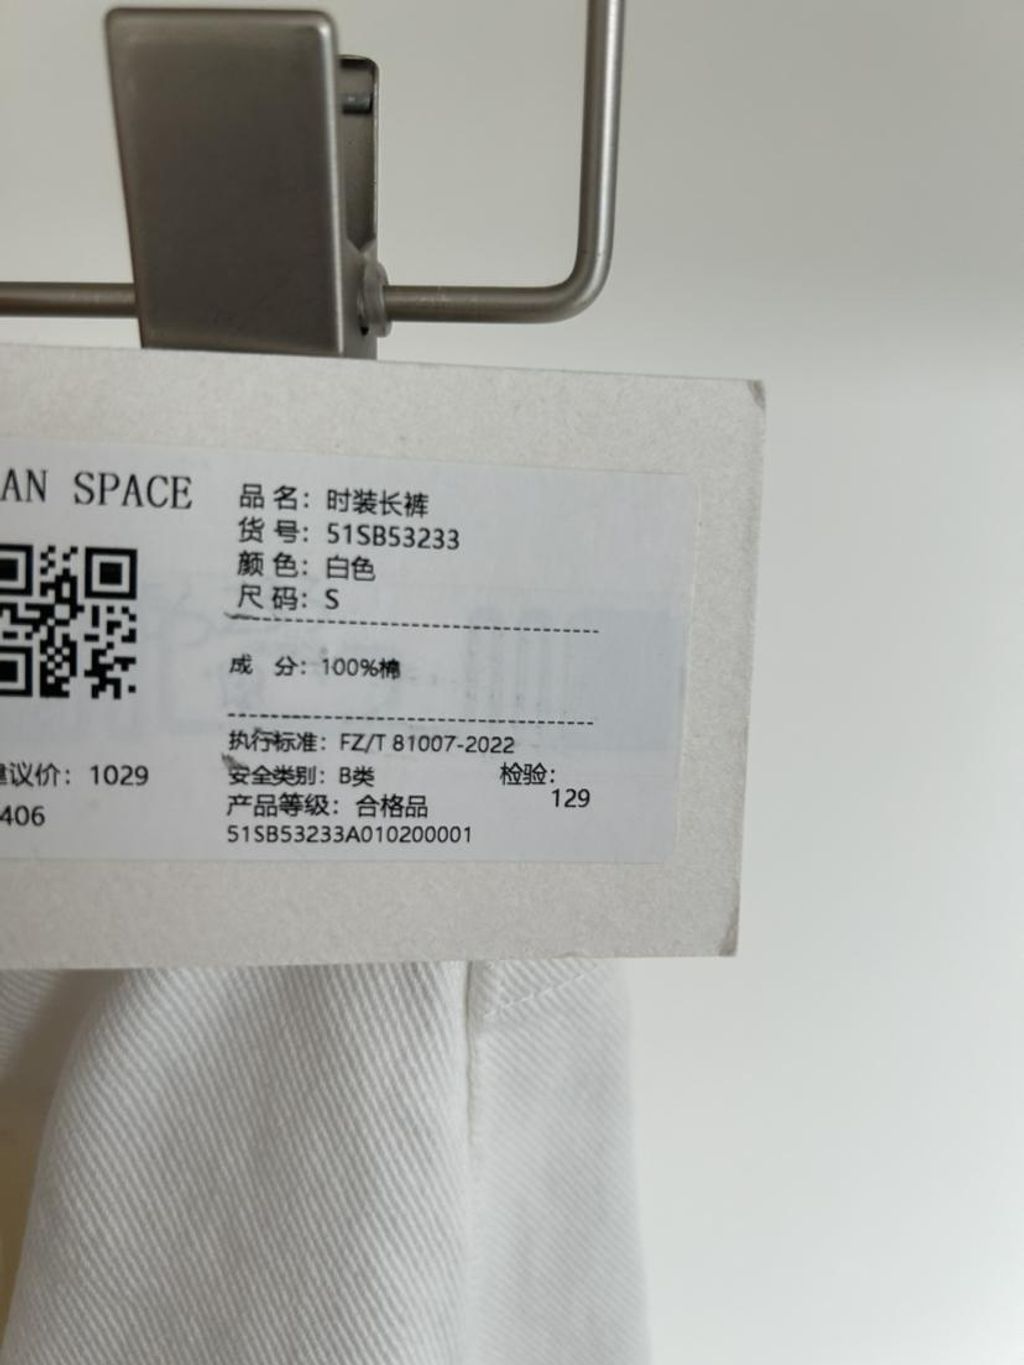 AN SPACE
品 名：时装长裤
货 号：51SB53233
颜 色：白色
尺 码：S
成 分：100%棉
执行标准：FZ/T 81007-2022
安全类别：B类
检验：
129
产品等级：合格品
51SB53233A010200001
议价：1029
406